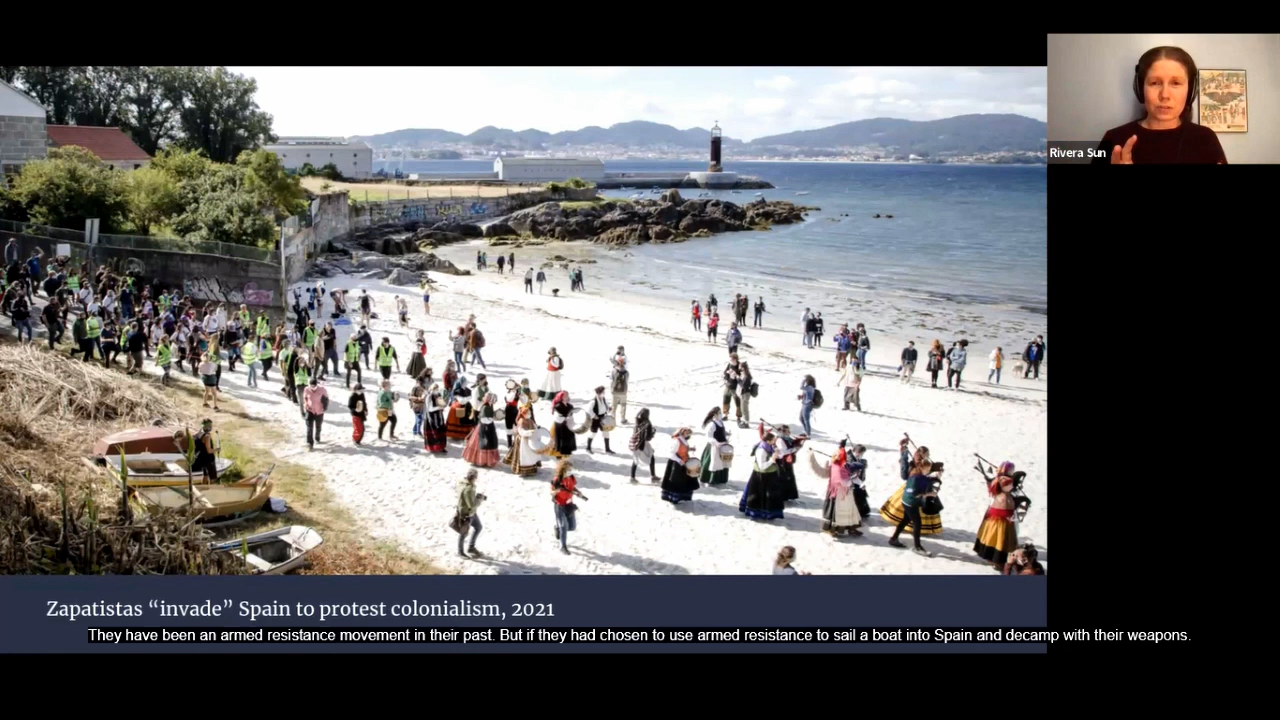 Rivera Sun
Zapatistas “invade” Spain to protest colonialism, 2021
They have been an armed resistance movement in their past. But if they had chosen to use armed resistance to sail a boat into Spain and decamp with their weapons.